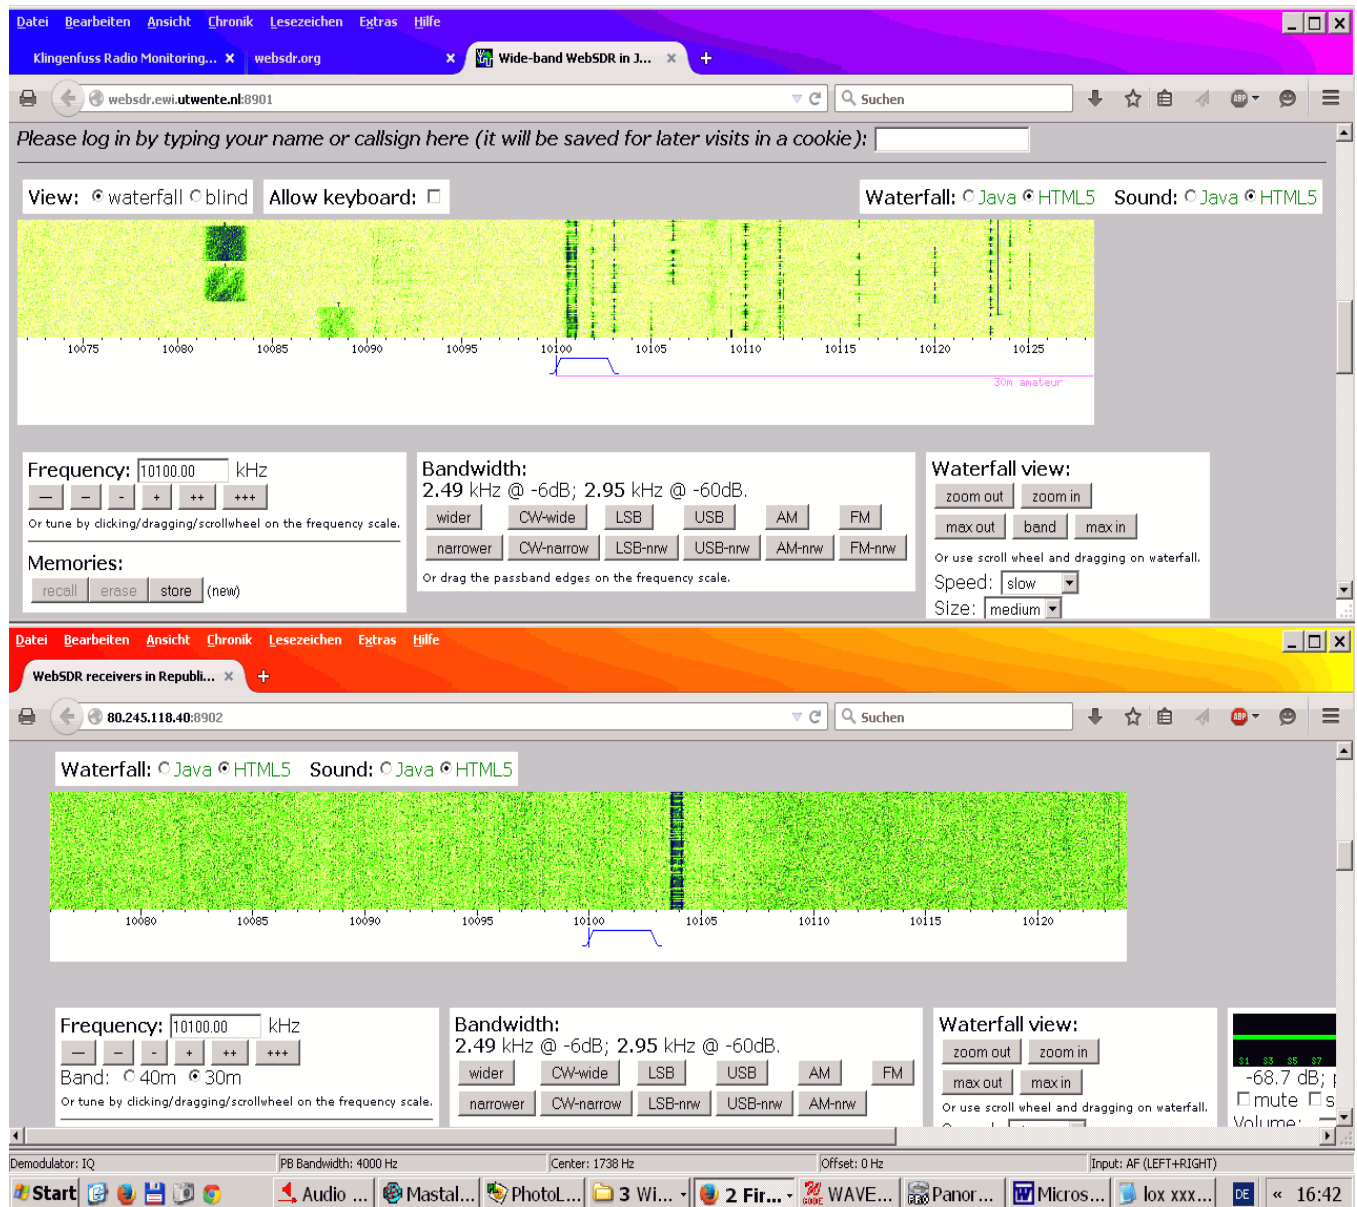 Datei Bearbeiten Ansicht Chronik Lesezeichen Extras Hilfe
Klingenfuss Radio Monitoring... × websdr.org × Wide-band WebSDR in J... × +
websdr.ewi.utwente.nl:8901 Suchen ABP
Please log in by typing your name or callsign here (it will be saved for later visits in a cookie):
View: waterfall blind Allow keyboard: Waterfall: Java HTML5 Sound: Java HTML5
10075 10080 10085 10090 10095 10100 10105 10110 10115 10120 10125
30m amateur
Frequency: 10100.00 kHz
--- -- - + ++ +++
Or tune by clicking/dragging/scrollwheel on the frequency scale.
Memories:
recall erase store (new)
Bandwidth:
2.49 kHz @ -6dB; 2.95 kHz @ -60dB.
wider CW-wide LSB USB AM FM
narrower CW-narrow LSB-nrw USB-nrw AM-nrw FM-nrw
Or drag the passband edges on the frequency scale.
Waterfall view:
zoom out zoom in
max out band max in
Or use scroll wheel and dragging on waterfall.
Speed: slow
Size: medium
Datei Bearbeiten Ansicht Chronik Lesezeichen Extras Hilfe
WebSDR receivers in Republi... × +
80.245.118.40:8902 Suchen ABP
Waterfall: Java HTML5 Sound: Java HTML5
10080 10085 10090 10095 10100 10105 10110 10115 10120
Frequency: 10100.00 kHz
--- -- - + ++ +++
Band: 40m 30m
Or tune by clicking/dragging/scrollwheel on the frequency scale.
Bandwidth:
2.49 kHz @ -6dB; 2.95 kHz @ -60dB.
wider CW-wide LSB USB AM FM
narrower CW-narrow LSB-nrw USB-nrw AM-nrw
Waterfall view:
zoom out zoom in
max out max in
Or use scroll wheel and dragging on waterfall.
S1 S3 S5 S7
-68.7 dB; p
mute s
Volume:
Demodulator: IQ PB Bandwidth: 4000 Hz Center: 1738 Hz Offset: 0 Hz Input: AF (LEFT+RIGHT)
Start Audio ... Mastal... PhotoL... 3 Wi... 2 Fir... WAVE... Panor... Micros... lox xxx... DE « 16:42